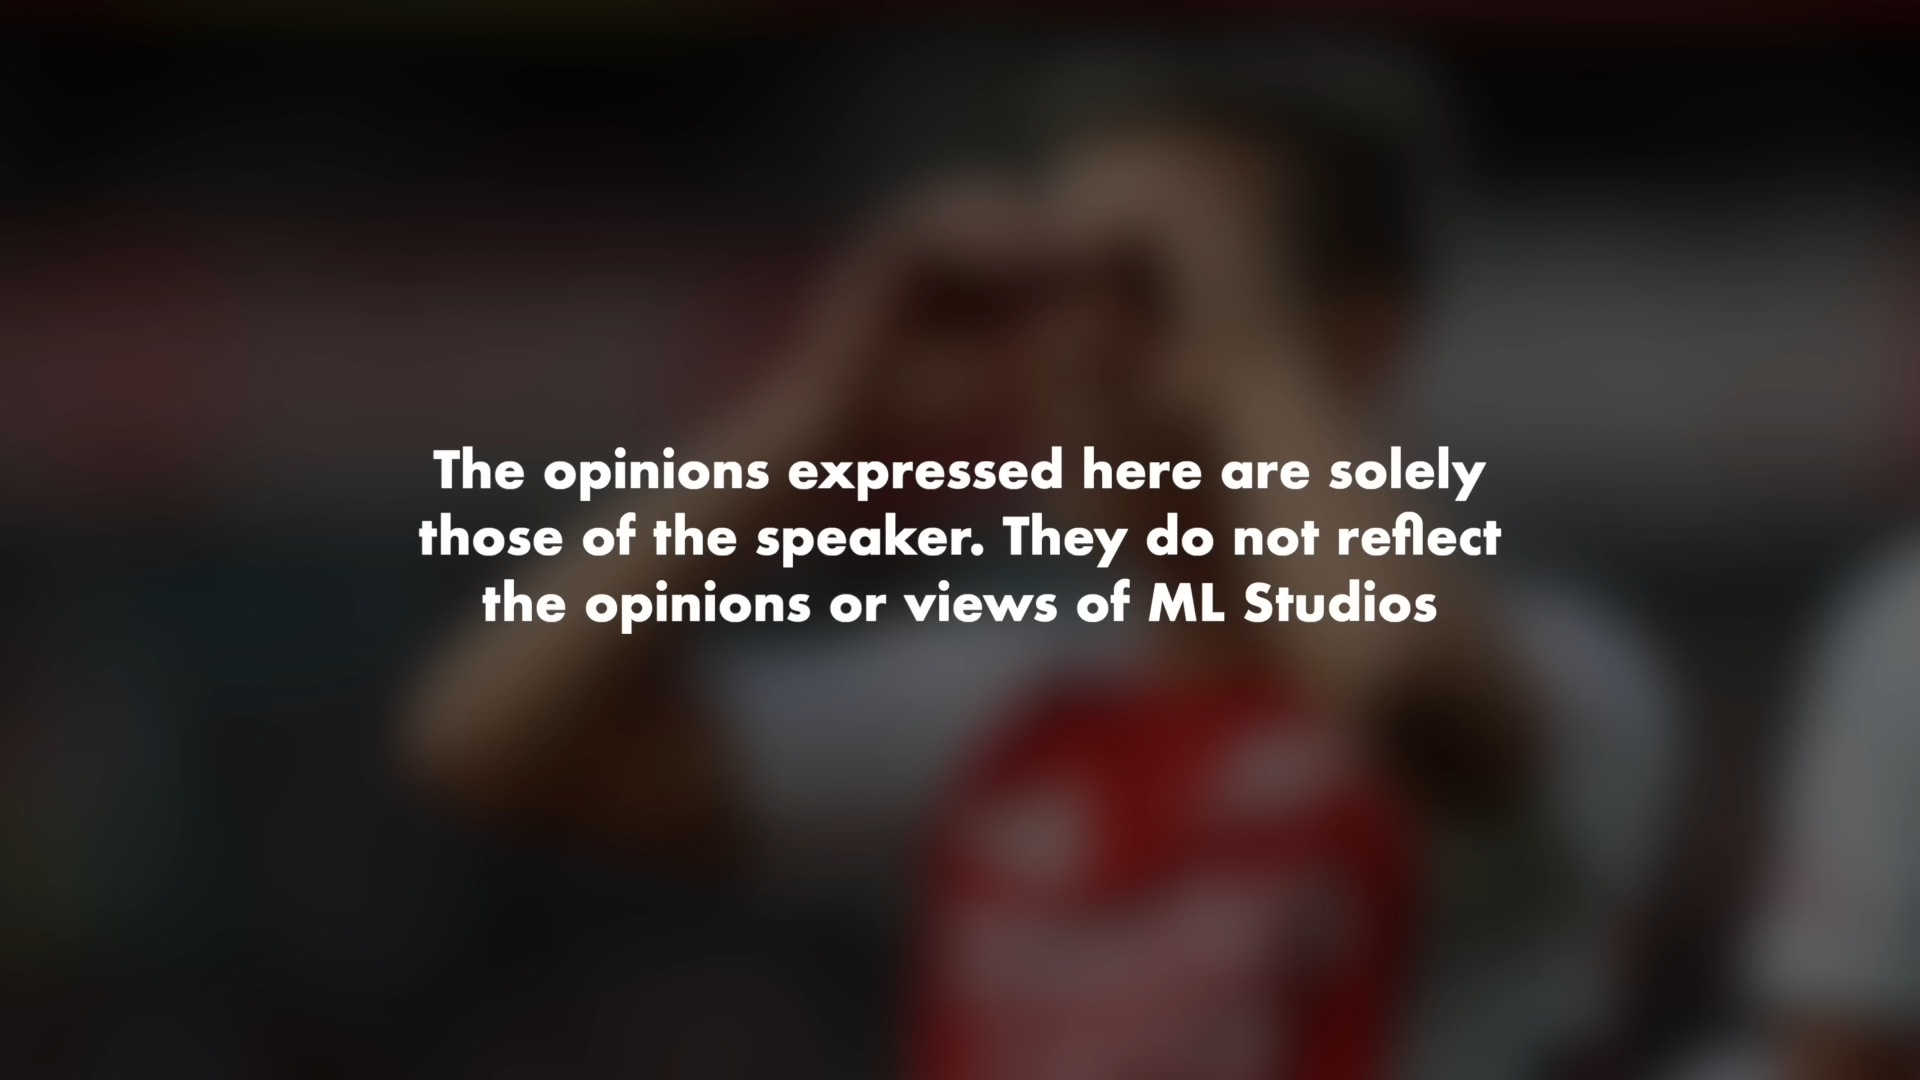 The opinions expressed here are solely
those of the speaker. They do not reflect
the opinions or views of ML Studios